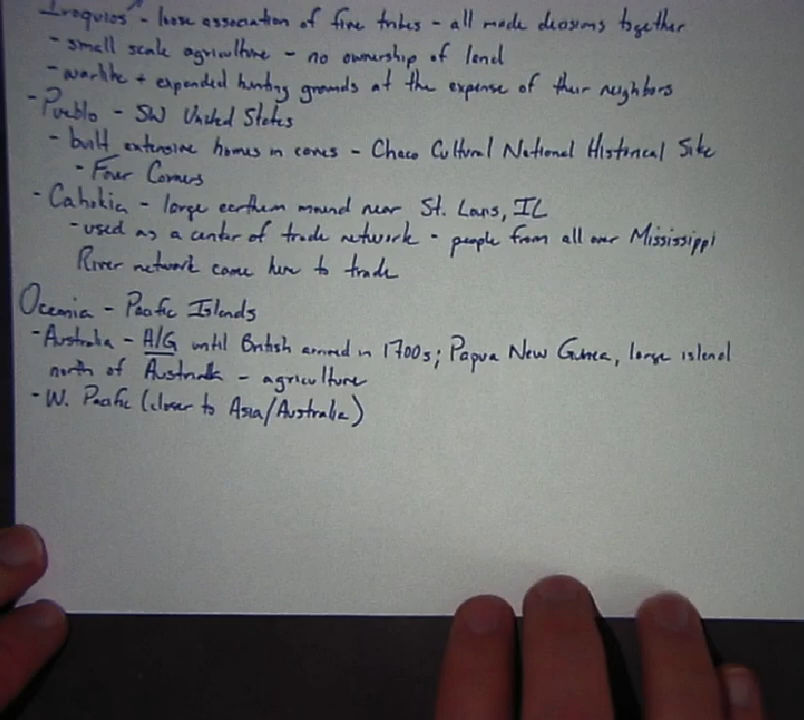 Iroquios - loose association of five tribes - all made decisions together
- small scale agriculture - no ownership of land
- warlike + expanded hunting grounds at the expense of their neighbors
- Pueblo - SW United States
- built extensive homes in caves - Chaco Cultural National Historical Site
- Four Corners
- Cahokia - large earthen mound near St. Louis, IL
- used as a center of trade network - people from all over Mississippi
River network came here to trade
Oceania - Pacific Islands
- Australia - H/G until British arrived in 1700s; Papua New Guinea, large island
north of Australia - agriculture
- W. Pacific (closer to Asia/Australia)